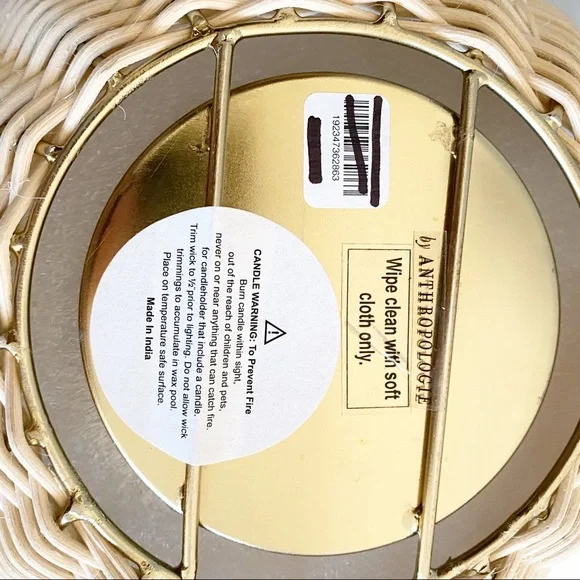 192347362863
by ANTHROPOLOGIE
Wipe clean with soft
cloth only.
CANDLE WARNING: To Prevent Fire
Burn candle within sight,
out of the reach of children and pets,
never on or near anything that can catch fire.
for candleholder that include a candle.
Trim wick to ½ prior to lighting. Do not allow wick
trimmings to accumulate in wax pool.
Place on temperature safe surface.
Made In India